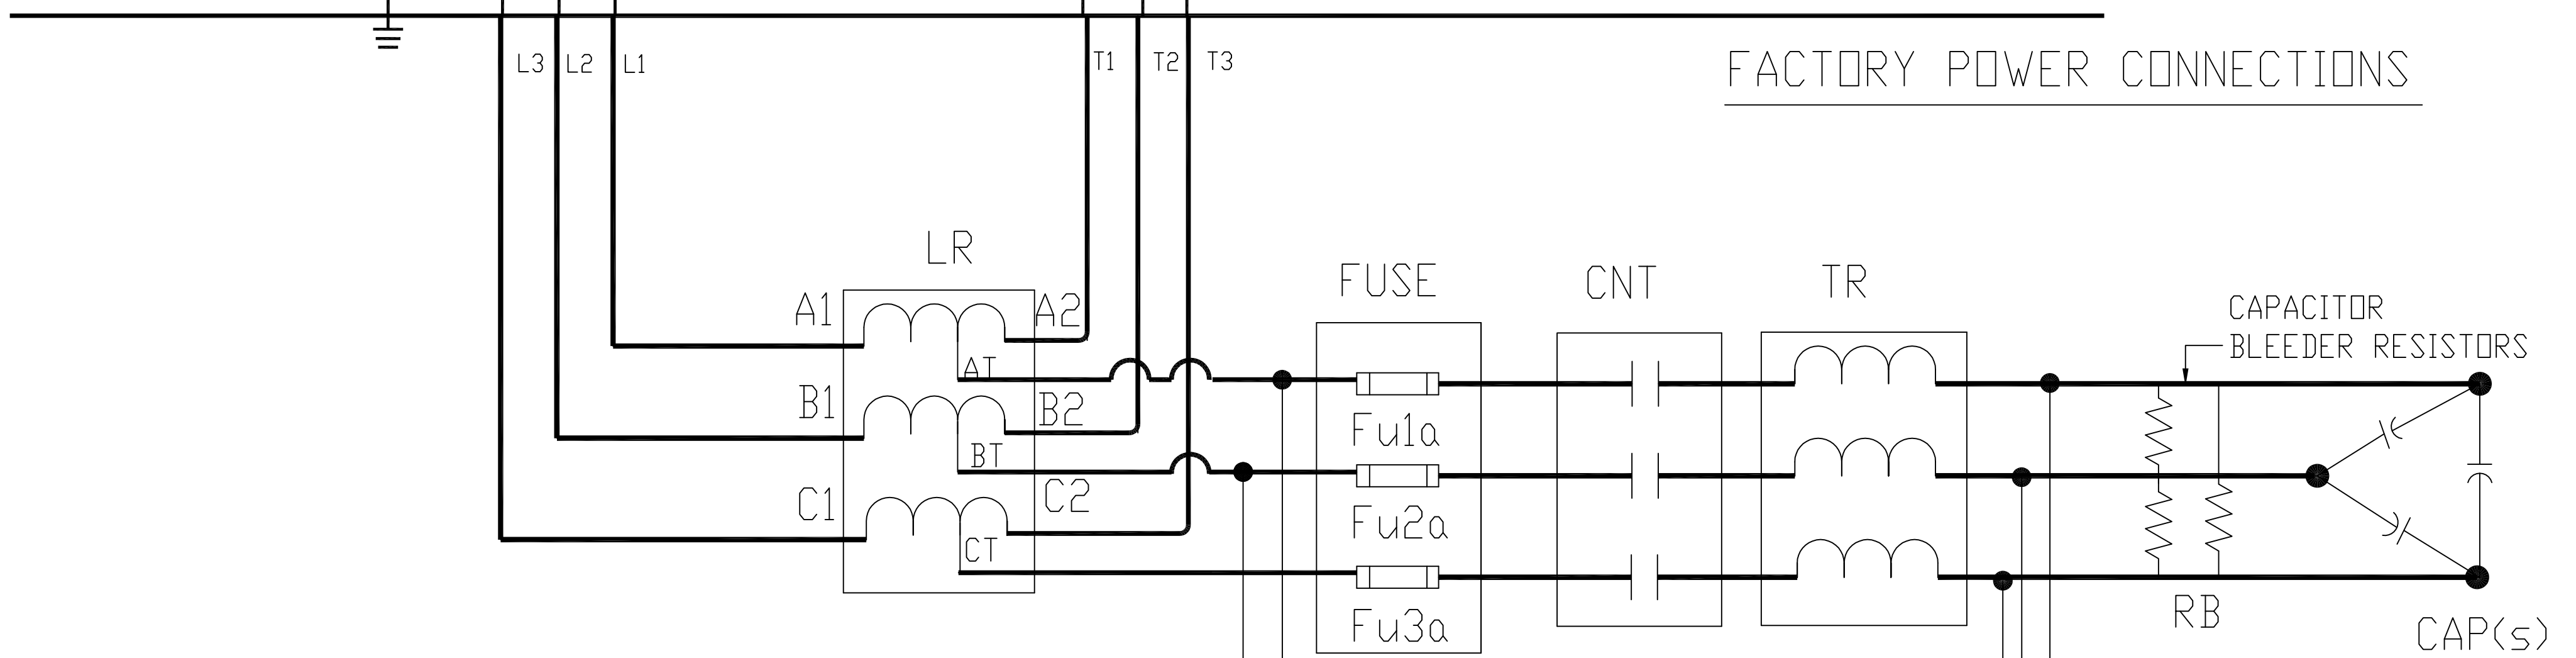 L3 L2 L1 T1 T2 T3
FACTORY POWER CONNECTIONS
LR
A1 A2
AT
B1 B2
BT
C1 C2
CT
FUSE
Fu1a
Fu2a
Fu3a
CNT
TR
CAPACITOR
BLEEDER RESISTORS
RB
CAP(s)